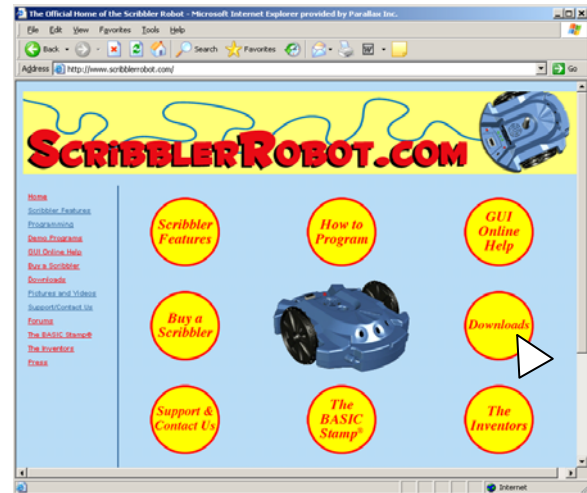 The Official Home of the Scribbler Robot - Microsoft Internet Explorer provided by Parallax Inc.
File Edit View Favorites Tools Help
Back Search Favorites
Address http://www.scribblerrobot.com/ Go
SCRIBBLERROBOT.COM
Home
Scribbler Features
Programming
Demo Programs
GUI Online Help
Buy a Scribbler
Downloads
Pictures and Videos
Support/Contact Us
Forums
The BASIC Stamp®
The Inventors
Press
Scribbler
Features
How to
Program
GUI
Online
Help
Buy a
Scribbler
Downloads
Support &
Contact Us
The
BASIC
Stamp®
The
Inventors
Internet